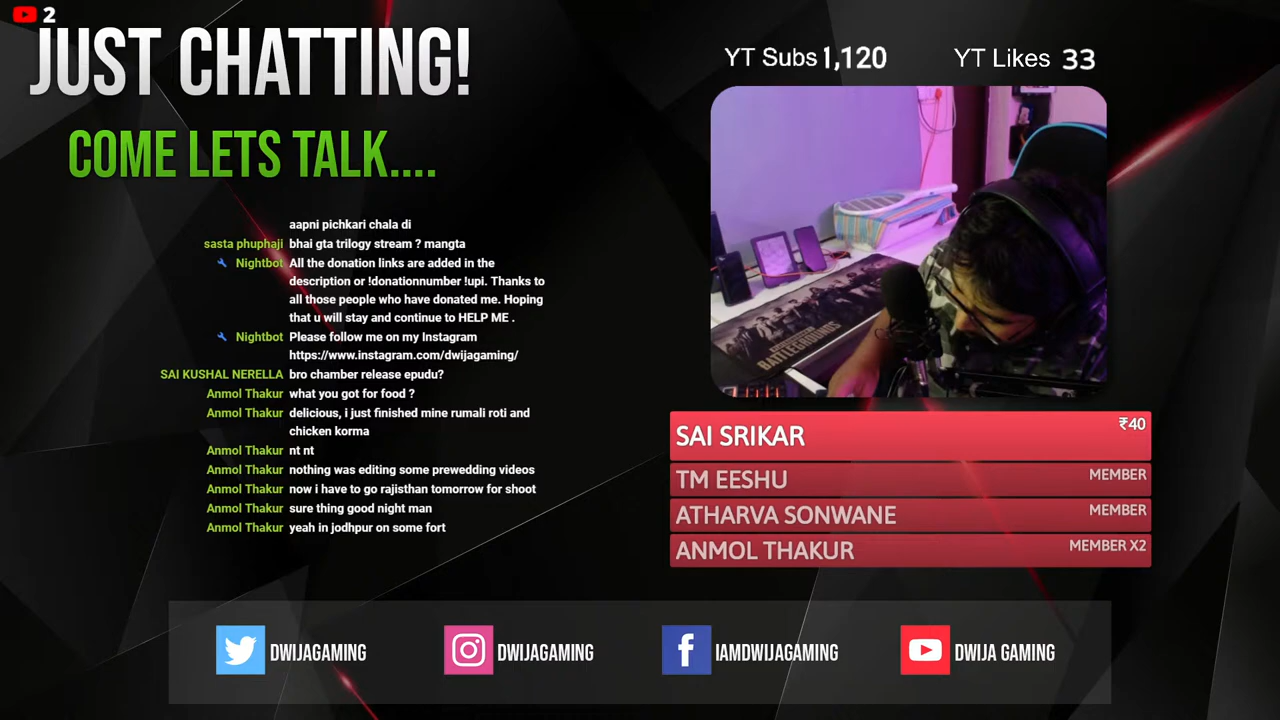 2
JUST CHATTING!
COME LETS TALK....
YT Subs 1,120
YT Likes 33
aapni pichkari chala di
sasta phuphaji bhai gta trilogy stream ? mangta
Nightbot All the donation links are added in the
description or !donationnumber !upi. Thanks to
all those people who have donated me. Hoping
that u will stay and continue to HELP ME .
Nightbot Please follow me on my Instagram
https://www.instagram.com/dwijagaming/
SAI KUSHAL NERELLA bro chamber release epudu?
Anmol Thakur what you got for food ?
Anmol Thakur delicious, i just finished mine rumali roti and
chicken korma
Anmol Thakur nt nt
Anmol Thakur nothing was editing some prewedding videos
Anmol Thakur now i have to go rajisthan tomorrow for shoot
Anmol Thakur sure thing good night man
Anmol Thakur yeah in jodhpur on some fort
BATTLEGROUNDS
SAI SRIKAR ₹40
TM EESHU MEMBER
ATHARVA SONWANE MEMBER
ANMOL THAKUR MEMBER X2
DWIJAGAMING
DWIJAGAMING
IAMDWIJAGAMING
DWIJA GAMING